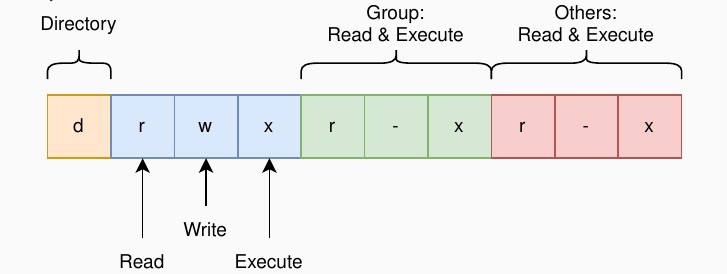 Directory
Group:
Read & Execute
Others:
Read & Execute
d r w x r - x r - x
Write
Read
Execute